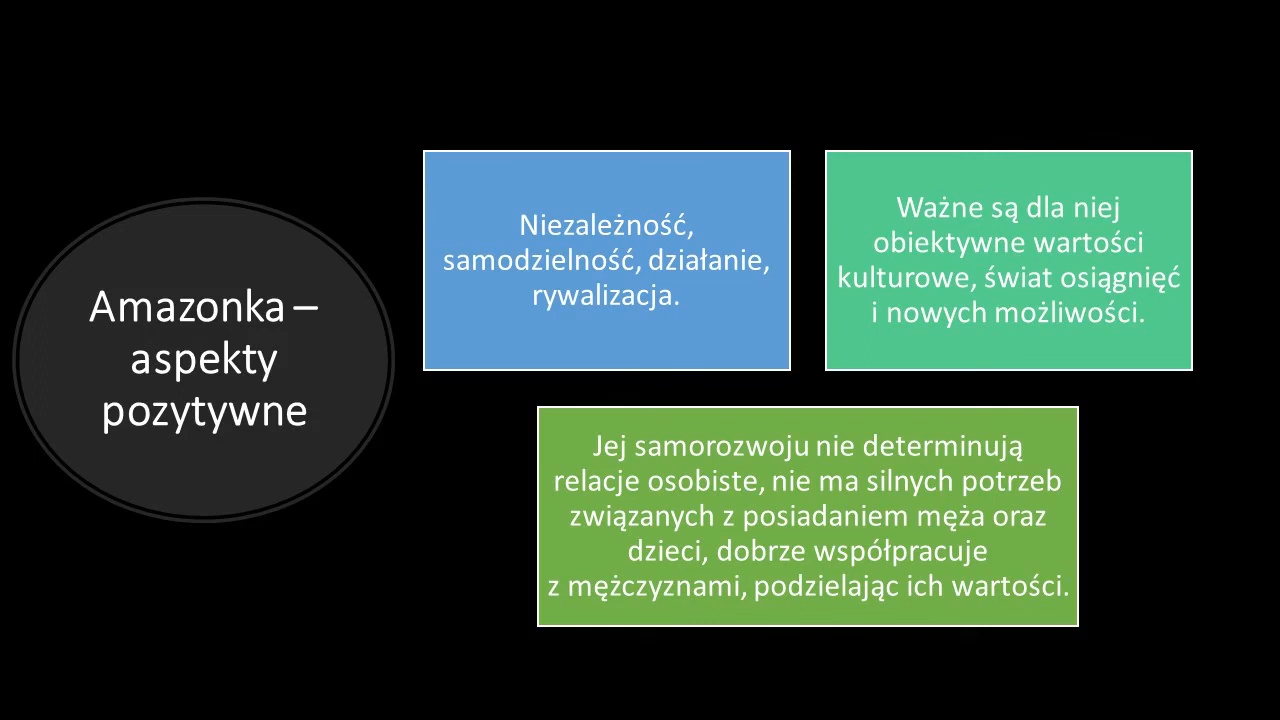 Amazonka –
aspekty
pozytywne
Niezależność,
samodzielność, działanie,
rywalizacja.
Ważne są dla niej
obiektywne wartości
kulturowe, świat osiągnięć
i nowych możliwości.
Jej samorozwoju nie determinują
relacje osobiste, nie ma silnych potrzeb
związanych z posiadaniem męża oraz
dzieci, dobrze współpracuje
z mężczyznami, podzielając ich wartości.